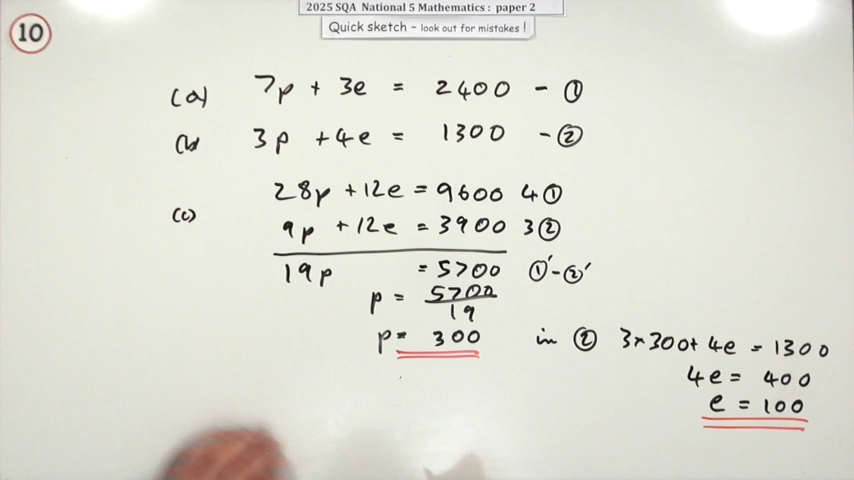 2025 SQA National 5 Mathematics : paper 2
Quick sketch - look out for mistakes !
10
(a) 7p + 3e = 2400 - ①
(b) 3p + 4e = 1300 - ②
(c) 28p + 12e = 9600 4①
9p + 12e = 3900 3②
19p = 5700 ①' - ②'
p = 5700/19
p = 300 in ② 3 × 300 + 4e = 1300
4e = 400
e = 100